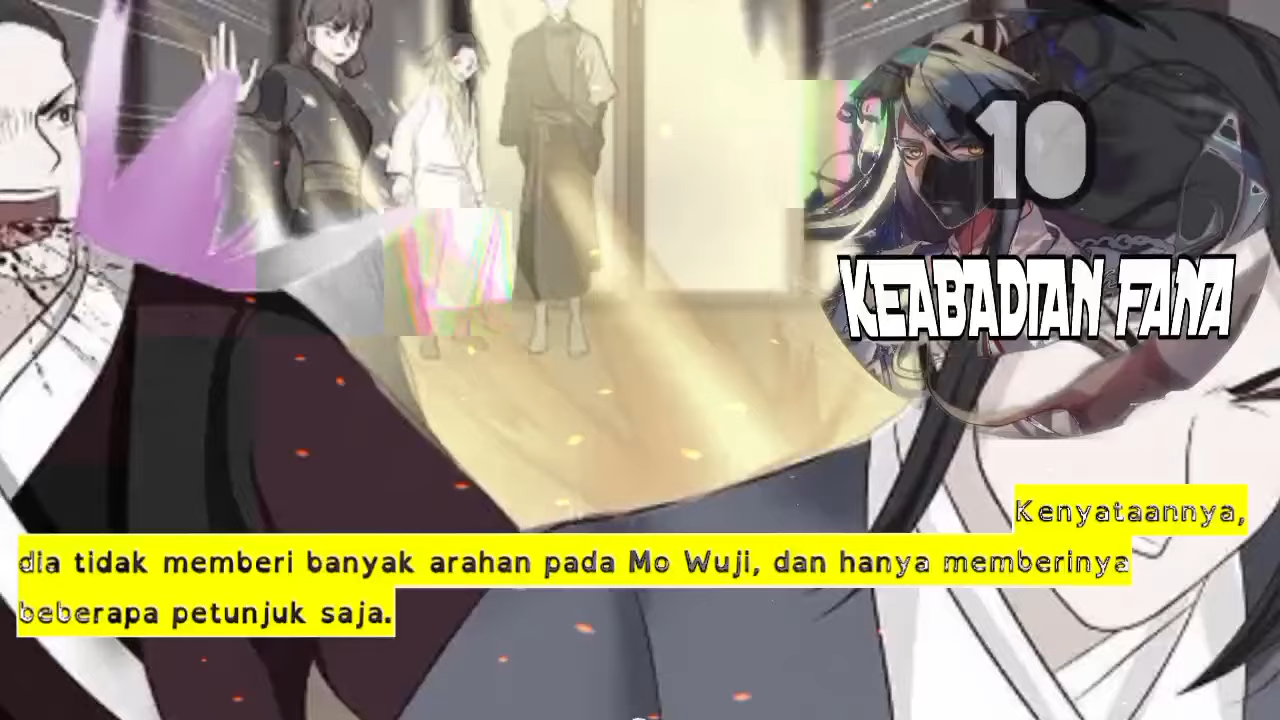 10
KEABADIAN FANA
Kenyataannya,
dia tidak memberi banyak arahan pada Mo Wuji, dan hanya memberinya
beberapa petunjuk saja.